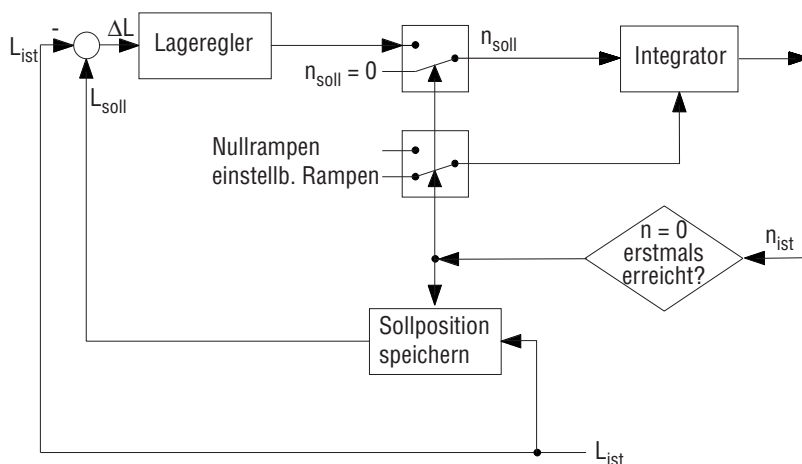 L_ist
-
ΔL
Lageregler
n_soll
Integrator
n_soll = 0
L_soll
Nullrampen
einstellb. Rampen
n = 0
erstmals
erreicht?
n_ist
Sollposition
speichern
L_ist